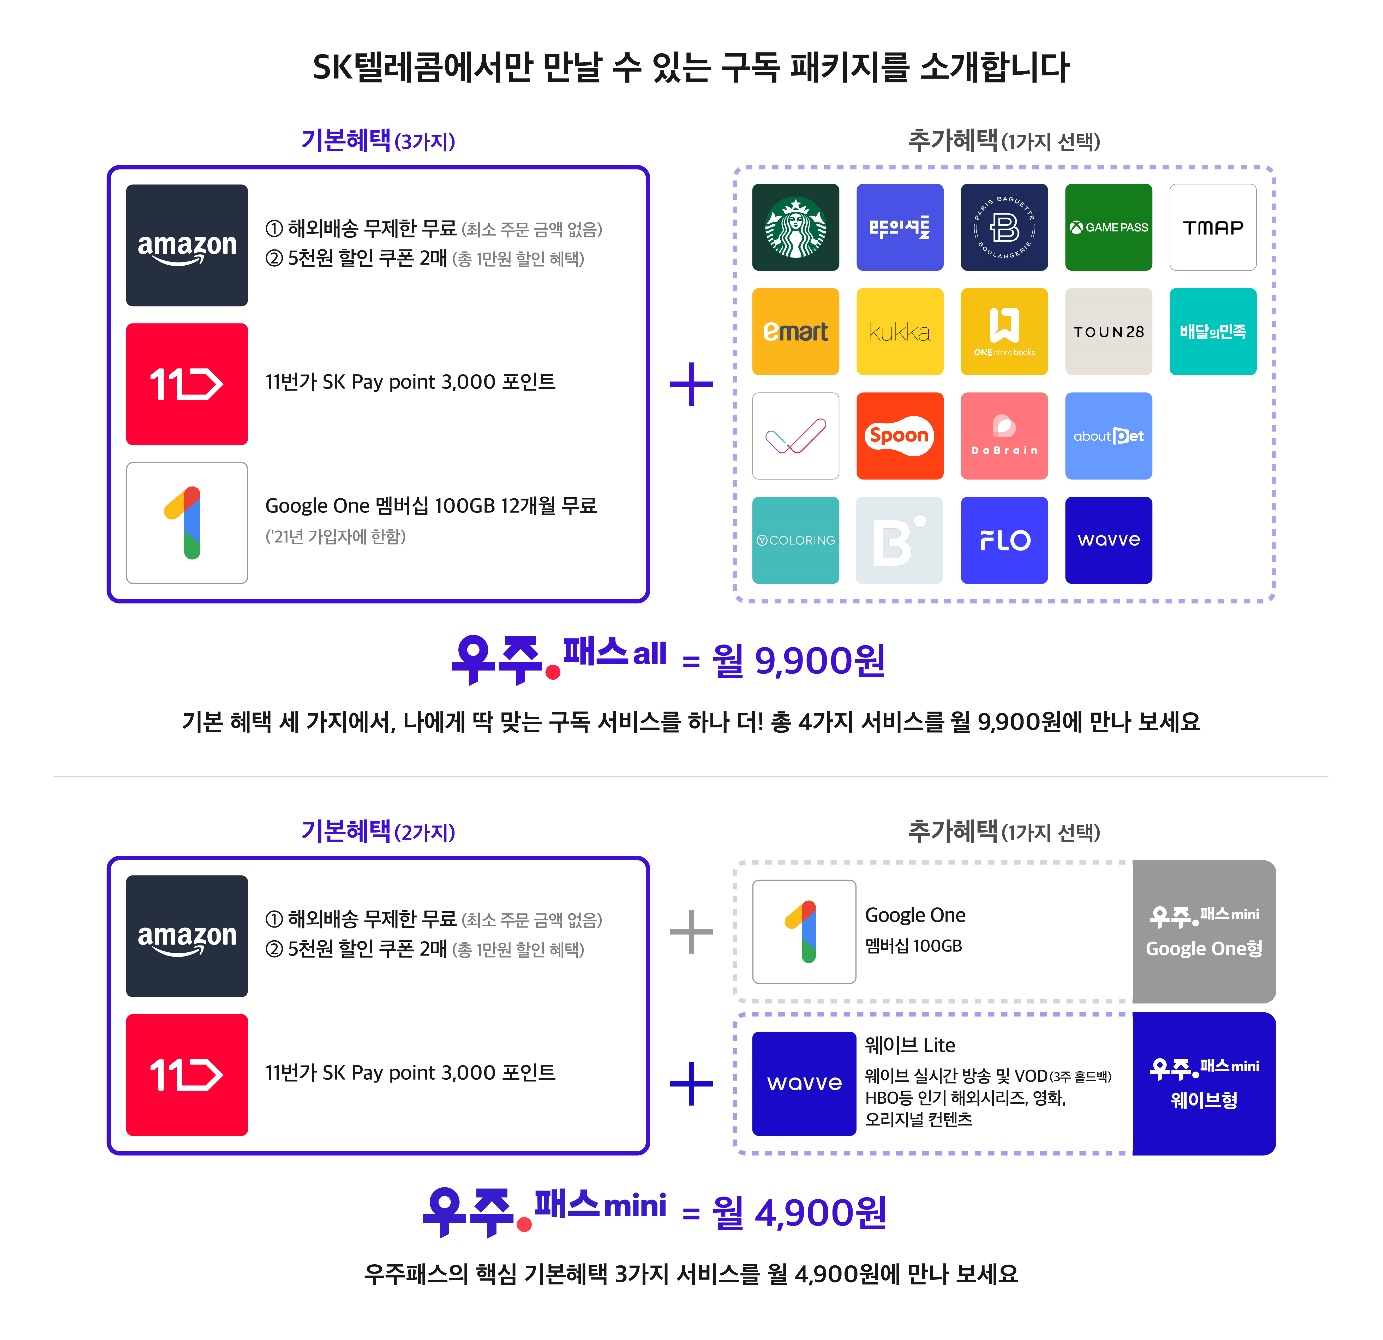 SK텔레콤에서만 만날 수 있는 구독 패키지를 소개합니다
기본혜택(3가지)
amazon
① 해외배송 무제한 무료 (최소 주문 금액 없음)
② 5천원 할인 쿠폰 2매 (총 1만원 할인 혜택)
11번가 SK Pay point 3,000 포인트
Google One 멤버십 100GB 12개월 무료
('21년 가입자에 한함)
+
추가혜택(1가지 선택)
모두의셔틀
PARIS BAGUETTE
B
BOULANGERIE
GAME PASS
TMAP
emart
kukka
ONE store books
TOUN28
배달의민족
Spoon
DoBrain
about Pet
COLORING
B
FLO
wavve
우주.패스 all = 월 9,900원
기본 혜택 세 가지에서, 나에게 딱 맞는 구독 서비스를 하나 더! 총 4가지 서비스를 월 9,900원에 만나 보세요
기본혜택(2가지)
amazon
① 해외배송 무제한 무료 (최소 주문 금액 없음)
② 5천원 할인 쿠폰 2매 (총 1만원 할인 혜택)
11번가 SK Pay point 3,000 포인트
추가혜택(1가지 선택)
+
Google One
멤버십 100GB
우주.패스 mini
Google One형
+
wavve
웨이브 Lite
웨이브 실시간 방송 및 VOD(3주 홀드백)
HBO등 인기 해외시리즈, 영화,
오리지널 컨텐츠
우주.패스 mini
웨이브형
우주.패스 mini = 월 4,900원
우주패스의 핵심 기본혜택 3가지 서비스를 월 4,900원에 만나 보세요